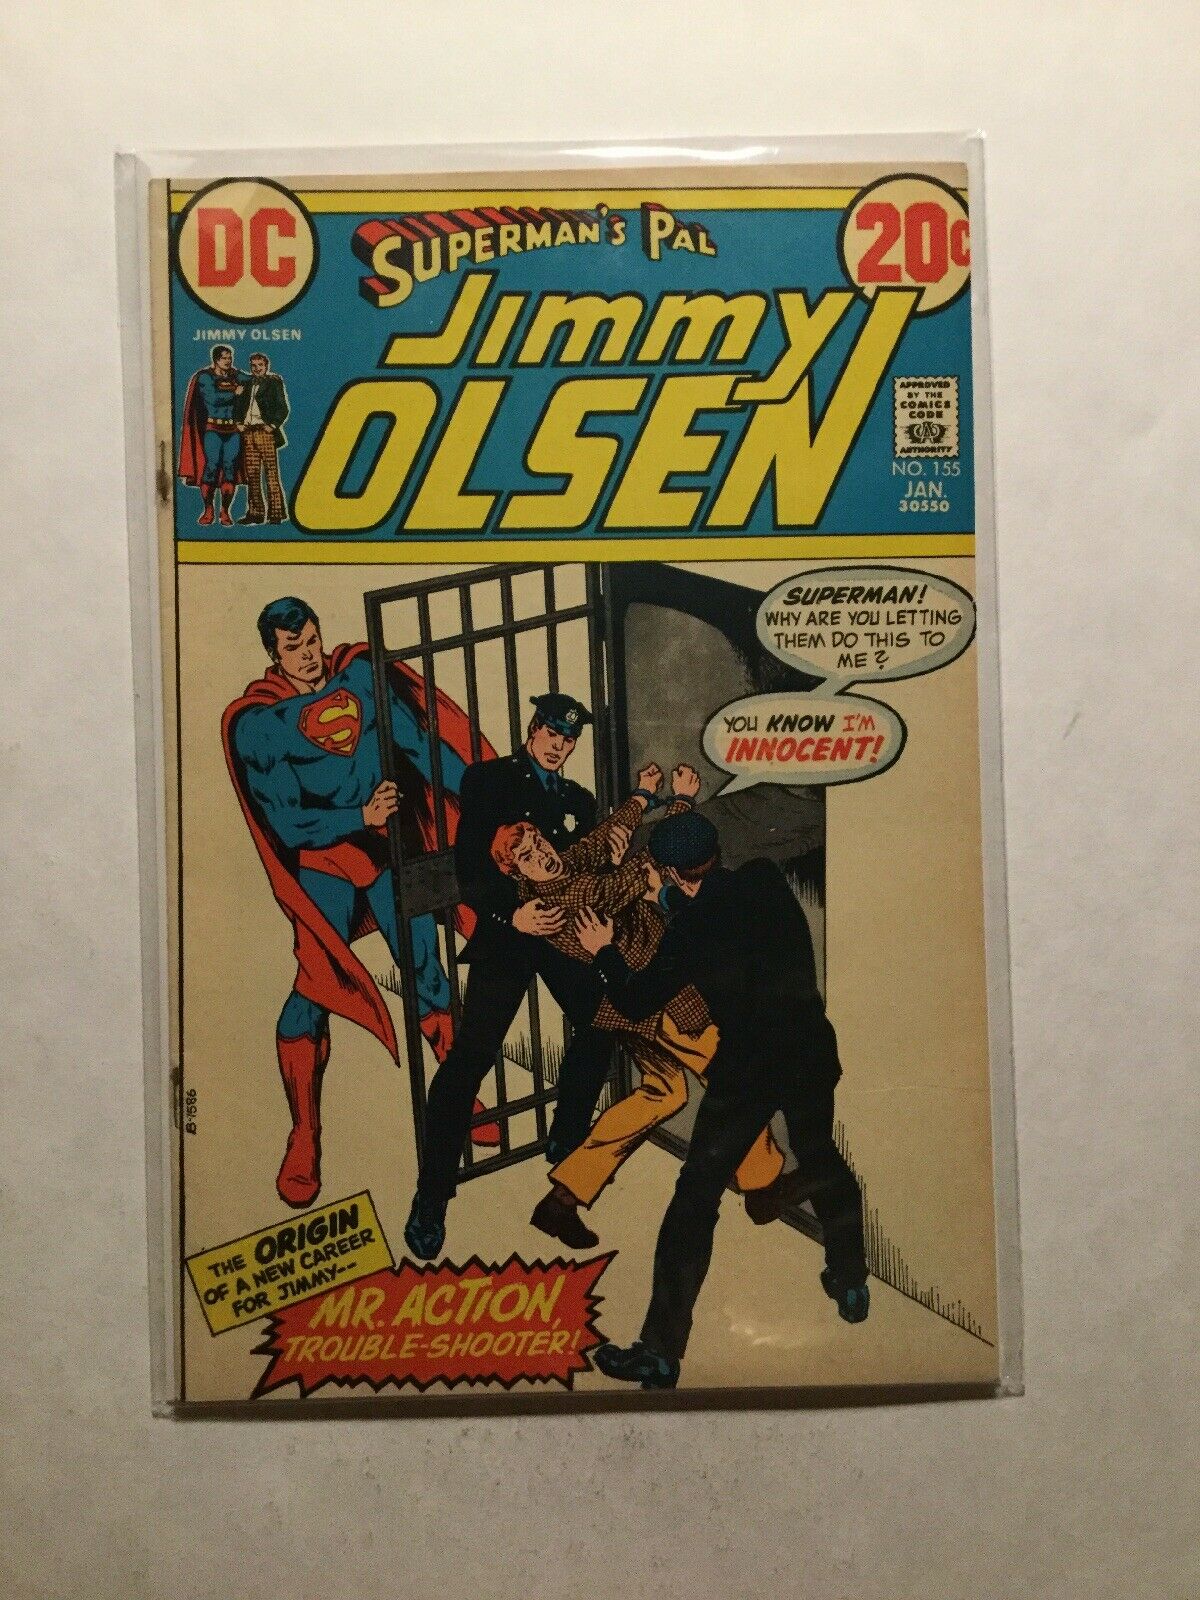 DC
SUPERMAN'S PAL
20¢
JIMMY OLSEN
JIMMY
OLSEN
APPROVED
BY THE
COMICS
CODE
CA
AUTHORITY
NO. 155
JAN.
30550
SUPERMAN!
WHY ARE YOU LETTING
THEM DO THIS TO
ME?
YOU KNOW I'M
INNOCENT!
S
B-1586
THE ORIGIN
OF A NEW CAREER
FOR JIMMY--
MR. ACTION,
TROUBLE-SHOOTER!